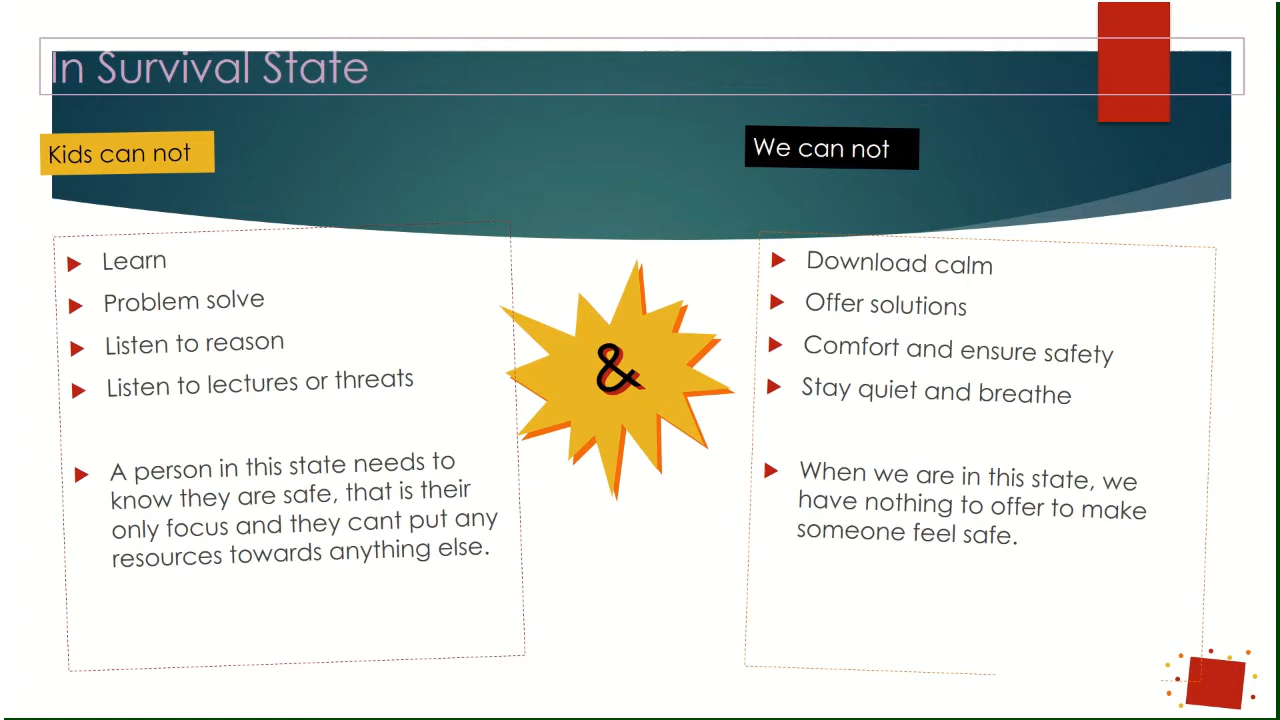 In Survival State
Kids can not
Learn
Problem solve
Listen to reason
Listen to lectures or threats
A person in this state needs to
know they are safe, that is their
only focus and they cant put any
resources towards anything else.
&
We can not
Download calm
Offer solutions
Comfort and ensure safety
Stay quiet and breathe
When we are in this state, we
have nothing to offer to make
someone feel safe.